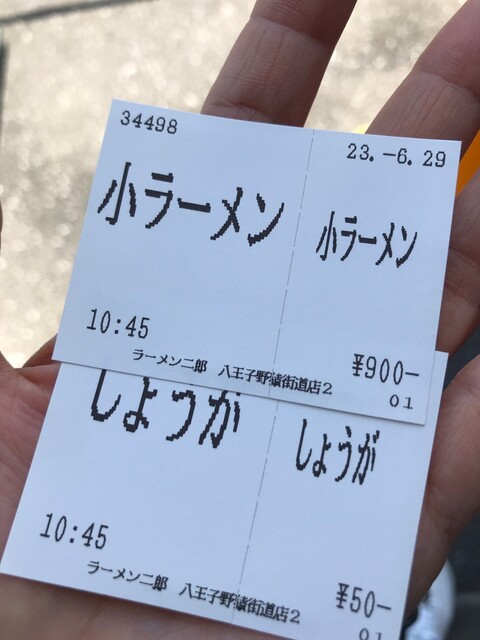 34498
23.-6.29
小ラーメン 小ラーメン
10:45
ラーメン二郎 八王子野猿街道店2
¥900-
01
しょうが しょうが
10:45
ラーメン二郎 八王子野猿街道店2
¥50-
01